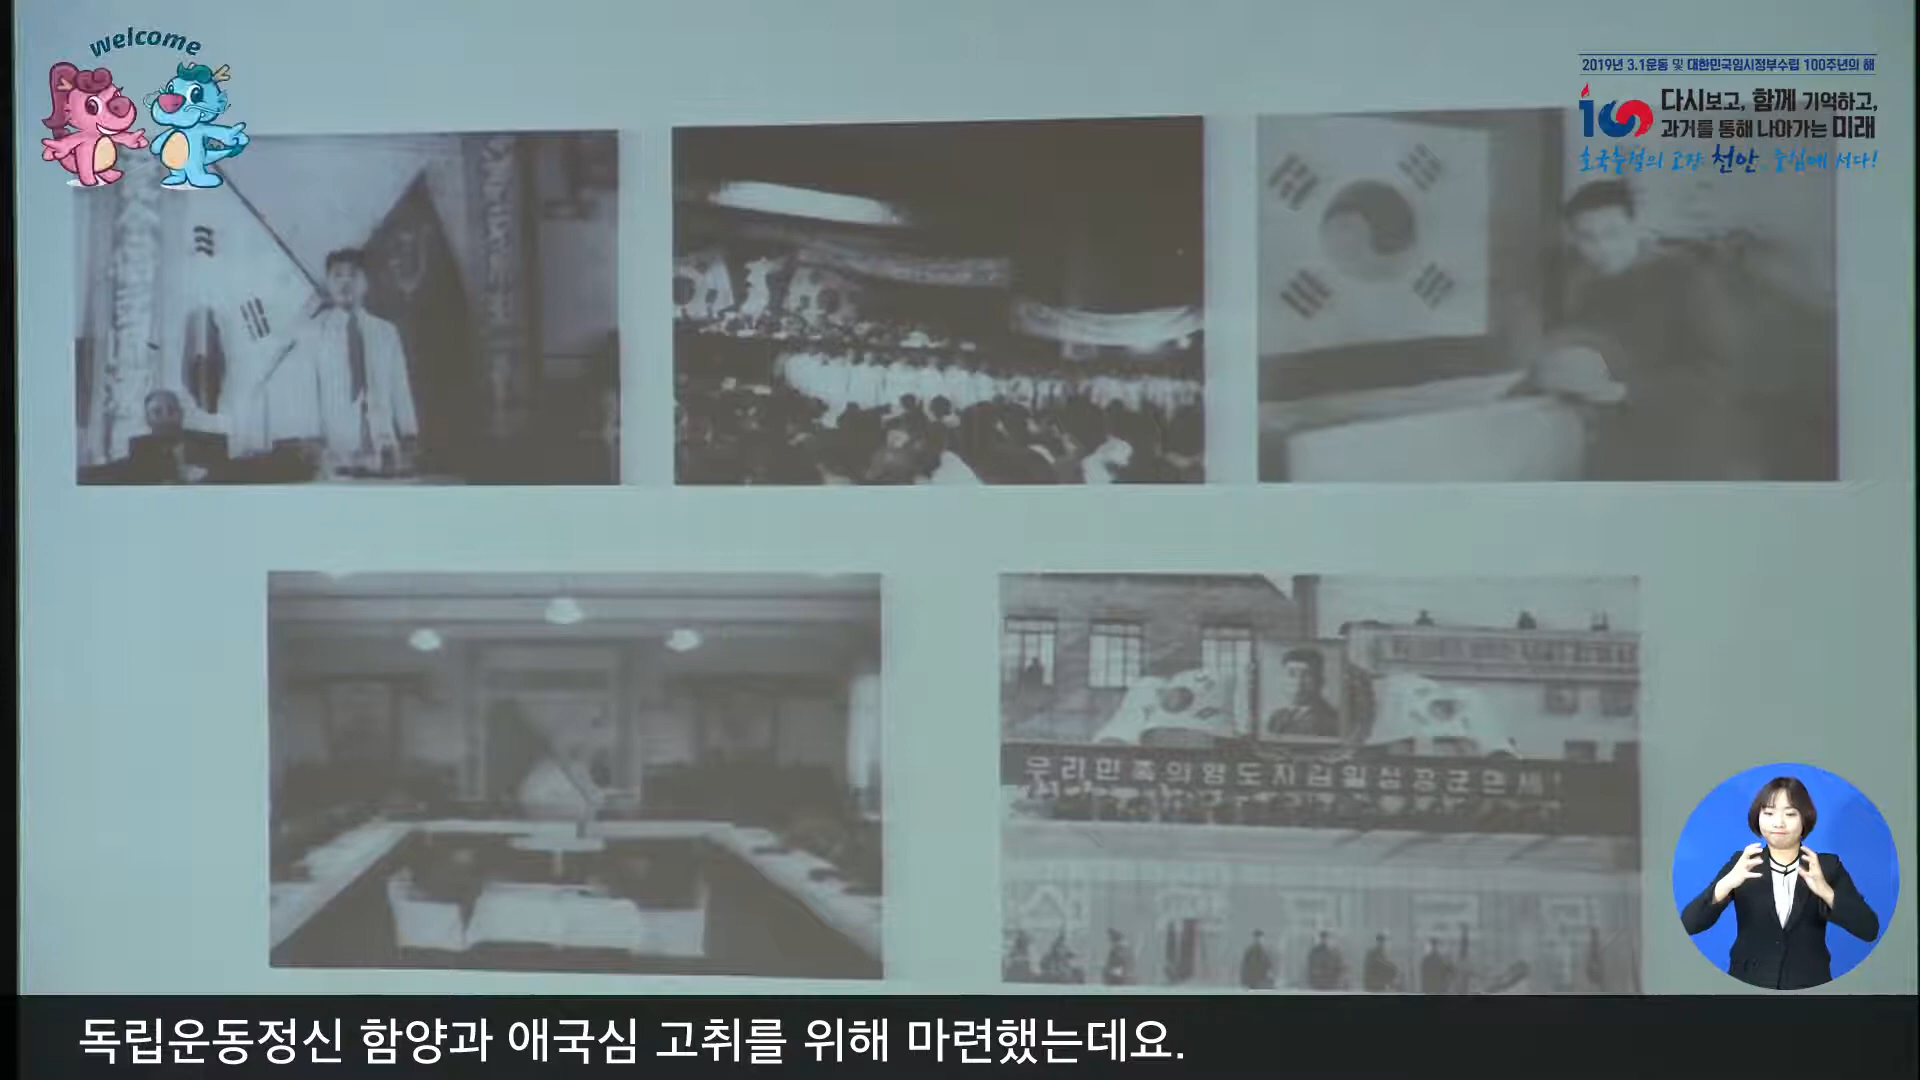 welcome
2019년 3.1운동 및 대한민국임시정부수립 100주년의 해
100
다시보고, 함께 기억하고,
과거를 통해 나아가는 미래
호국충절의 고장 천안 중심에 서다!
우리민족의영도자김일성장군만세!
독립운동정신 함양과 애국심 고취를 위해 마련했는데요.